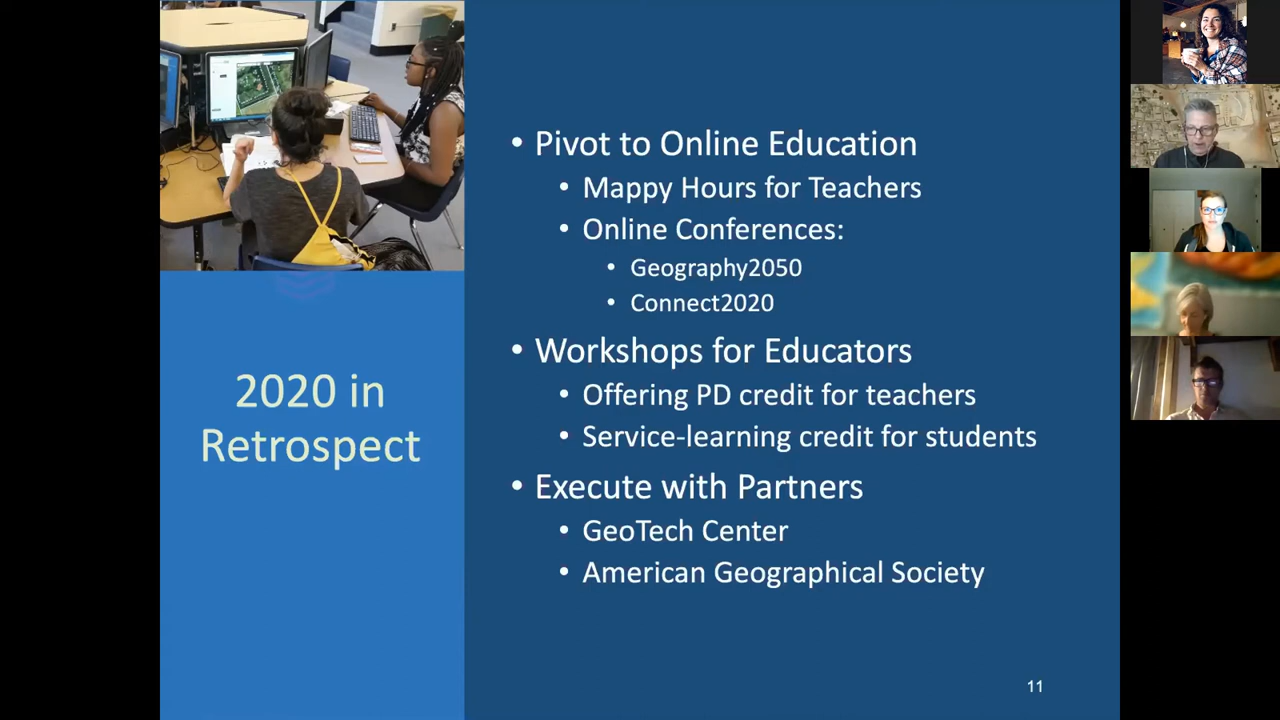 2020 in
Retrospect
• Pivot to Online Education
• Mappy Hours for Teachers
• Online Conferences:
• Geography2050
• Connect2020
• Workshops for Educators
• Offering PD credit for teachers
• Service-learning credit for students
• Execute with Partners
• GeoTech Center
• American Geographical Society
11